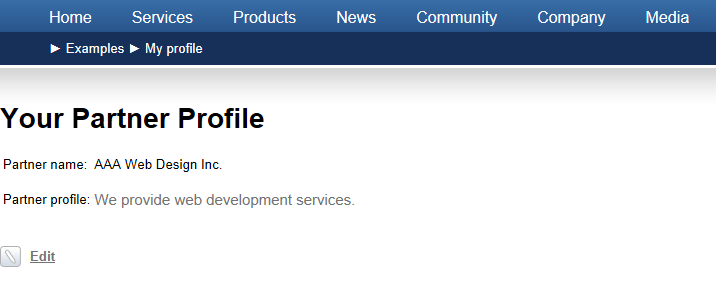 Home Services Products News Community Company Media
► Examples ► My profile
Your Partner Profile
Partner name: AAA Web Design Inc.
Partner profile: We provide web development services.
Edit